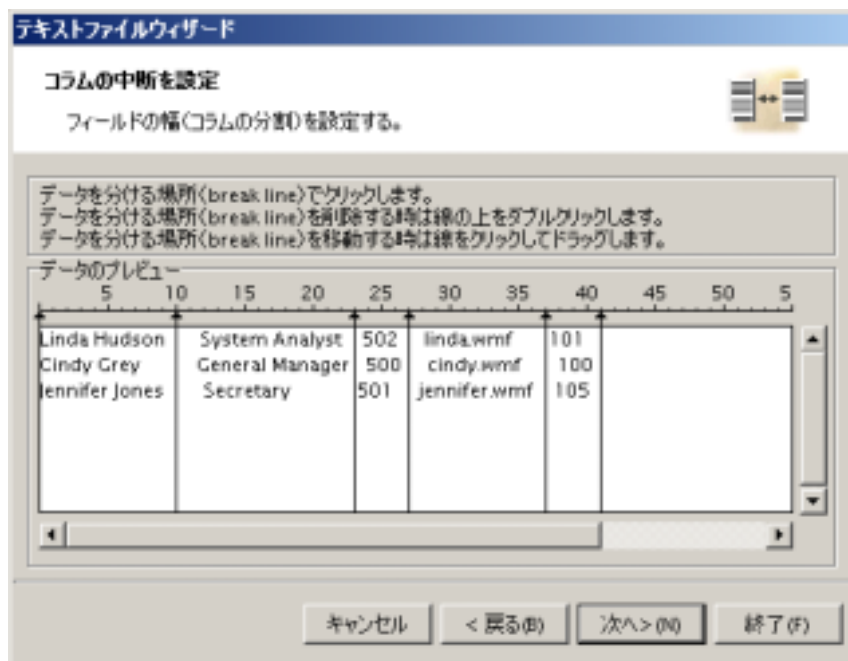 テキストファイルウィザード
コラムの中断を設定
フィールドの幅(コラムの分割)を設定する。
データを分ける場所(break line)でクリックします。
データを分ける場所(break line)を削除する時は線の上をダブルクリックします。
データを分ける場所(break line)を移動する時は線をクリックしてドラッグします。
データのプレビュー
5 10 15 20 25 30 35 40 45 50 5
Linda Hudson System Analyst 502 linda.wmf 101
Cindy Grey General Manager 500 cindy.wmf 100
Jennifer Jones Secretary 501 jennifer.wmf 105
キャンセル < 戻る(B) 次へ > (N) 終了(F)